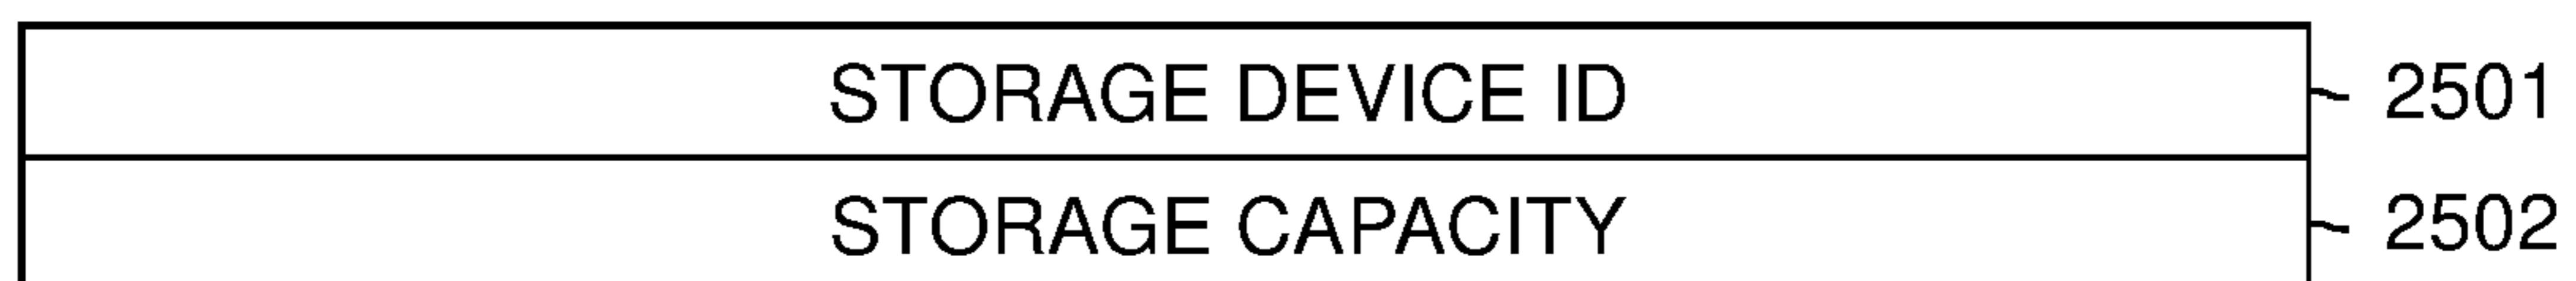 STORAGE DEVICE ID 2501
STORAGE CAPACITY 2502